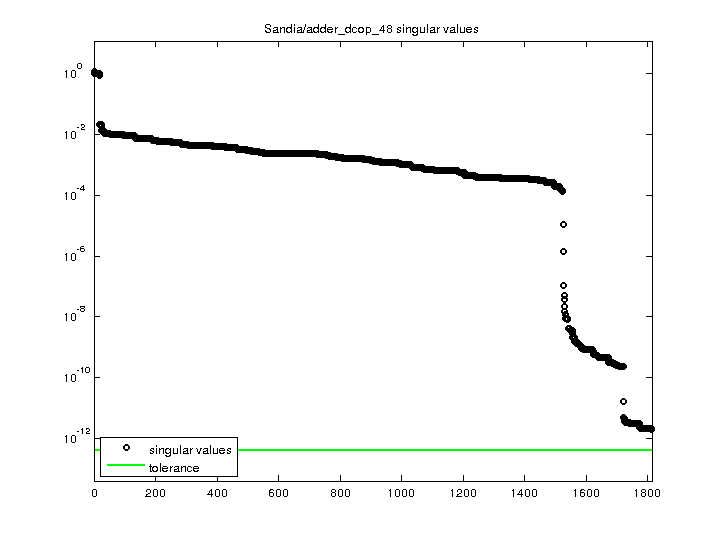 Sandia/adder_dcop_48 singular values
10^0
10^-2
10^-4
10^-6
10^-8
10^-10
10^-12
singular values
tolerance
0 200 400 600 800 1000 1200 1400 1600 1800